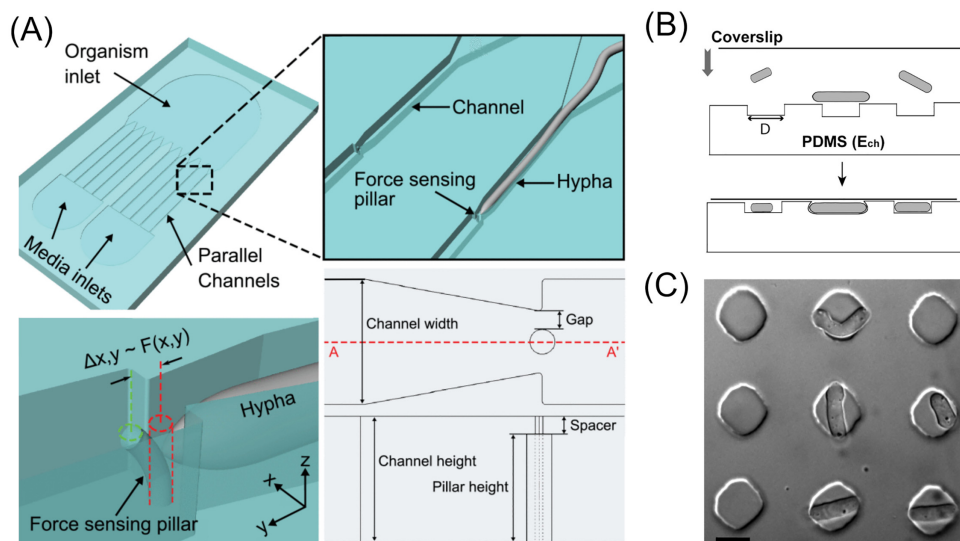 (A)
Organism
inlet
Media inlets
Parallel
Channels
Channel
Force sensing
pillar
Hypha
Δx,y ~ F(x,y)
Hypha
Force sensing pillar
x
y
z
Channel width
Gap
A
A'
Spacer
Channel height
Pillar height
(B)
Coverslip
D
PDMS (Ech)
(C)